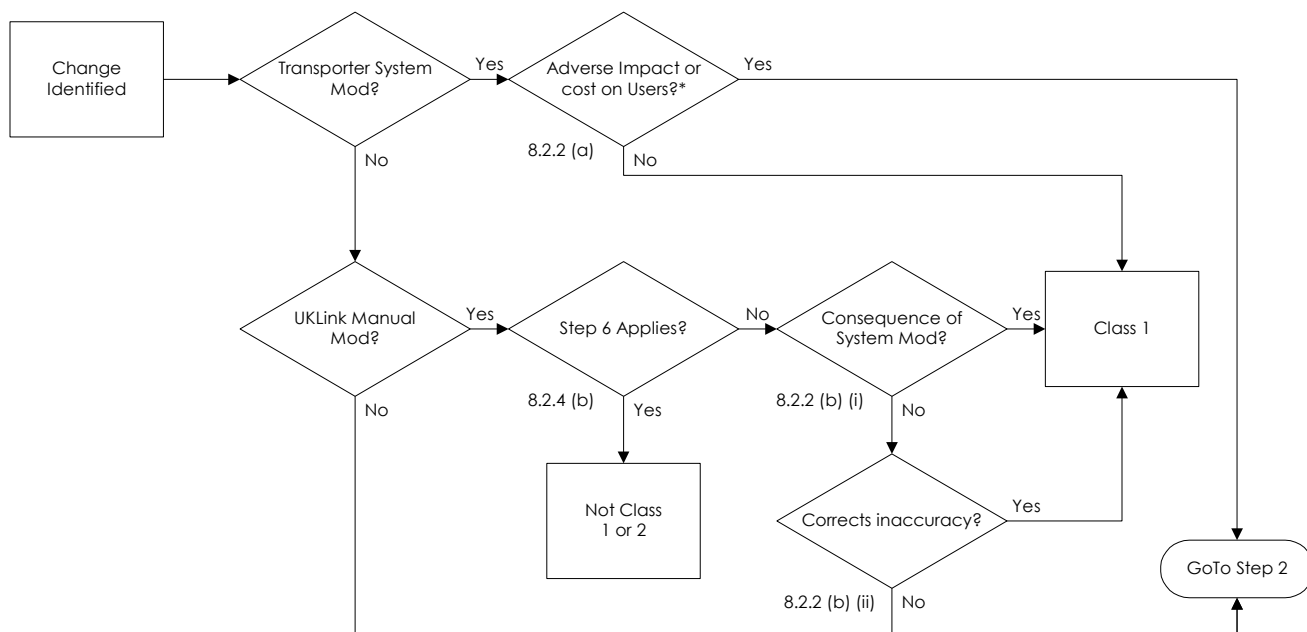 Change
Identified
Transporter System
Mod?
Yes
Adverse Impact or
cost on Users?*
Yes
8.2.2 (a)
No
No
UKLink Manual
Mod?
Yes
Step 6 Applies?
No
Consequence of
System Mod?
Yes
Class 1
No
8.2.4 (b)
Yes
8.2.2 (b) (i)
No
Not Class
1 or 2
Corrects inaccuracy?
Yes
GoTo Step 2
8.2.2 (b) (ii)
No